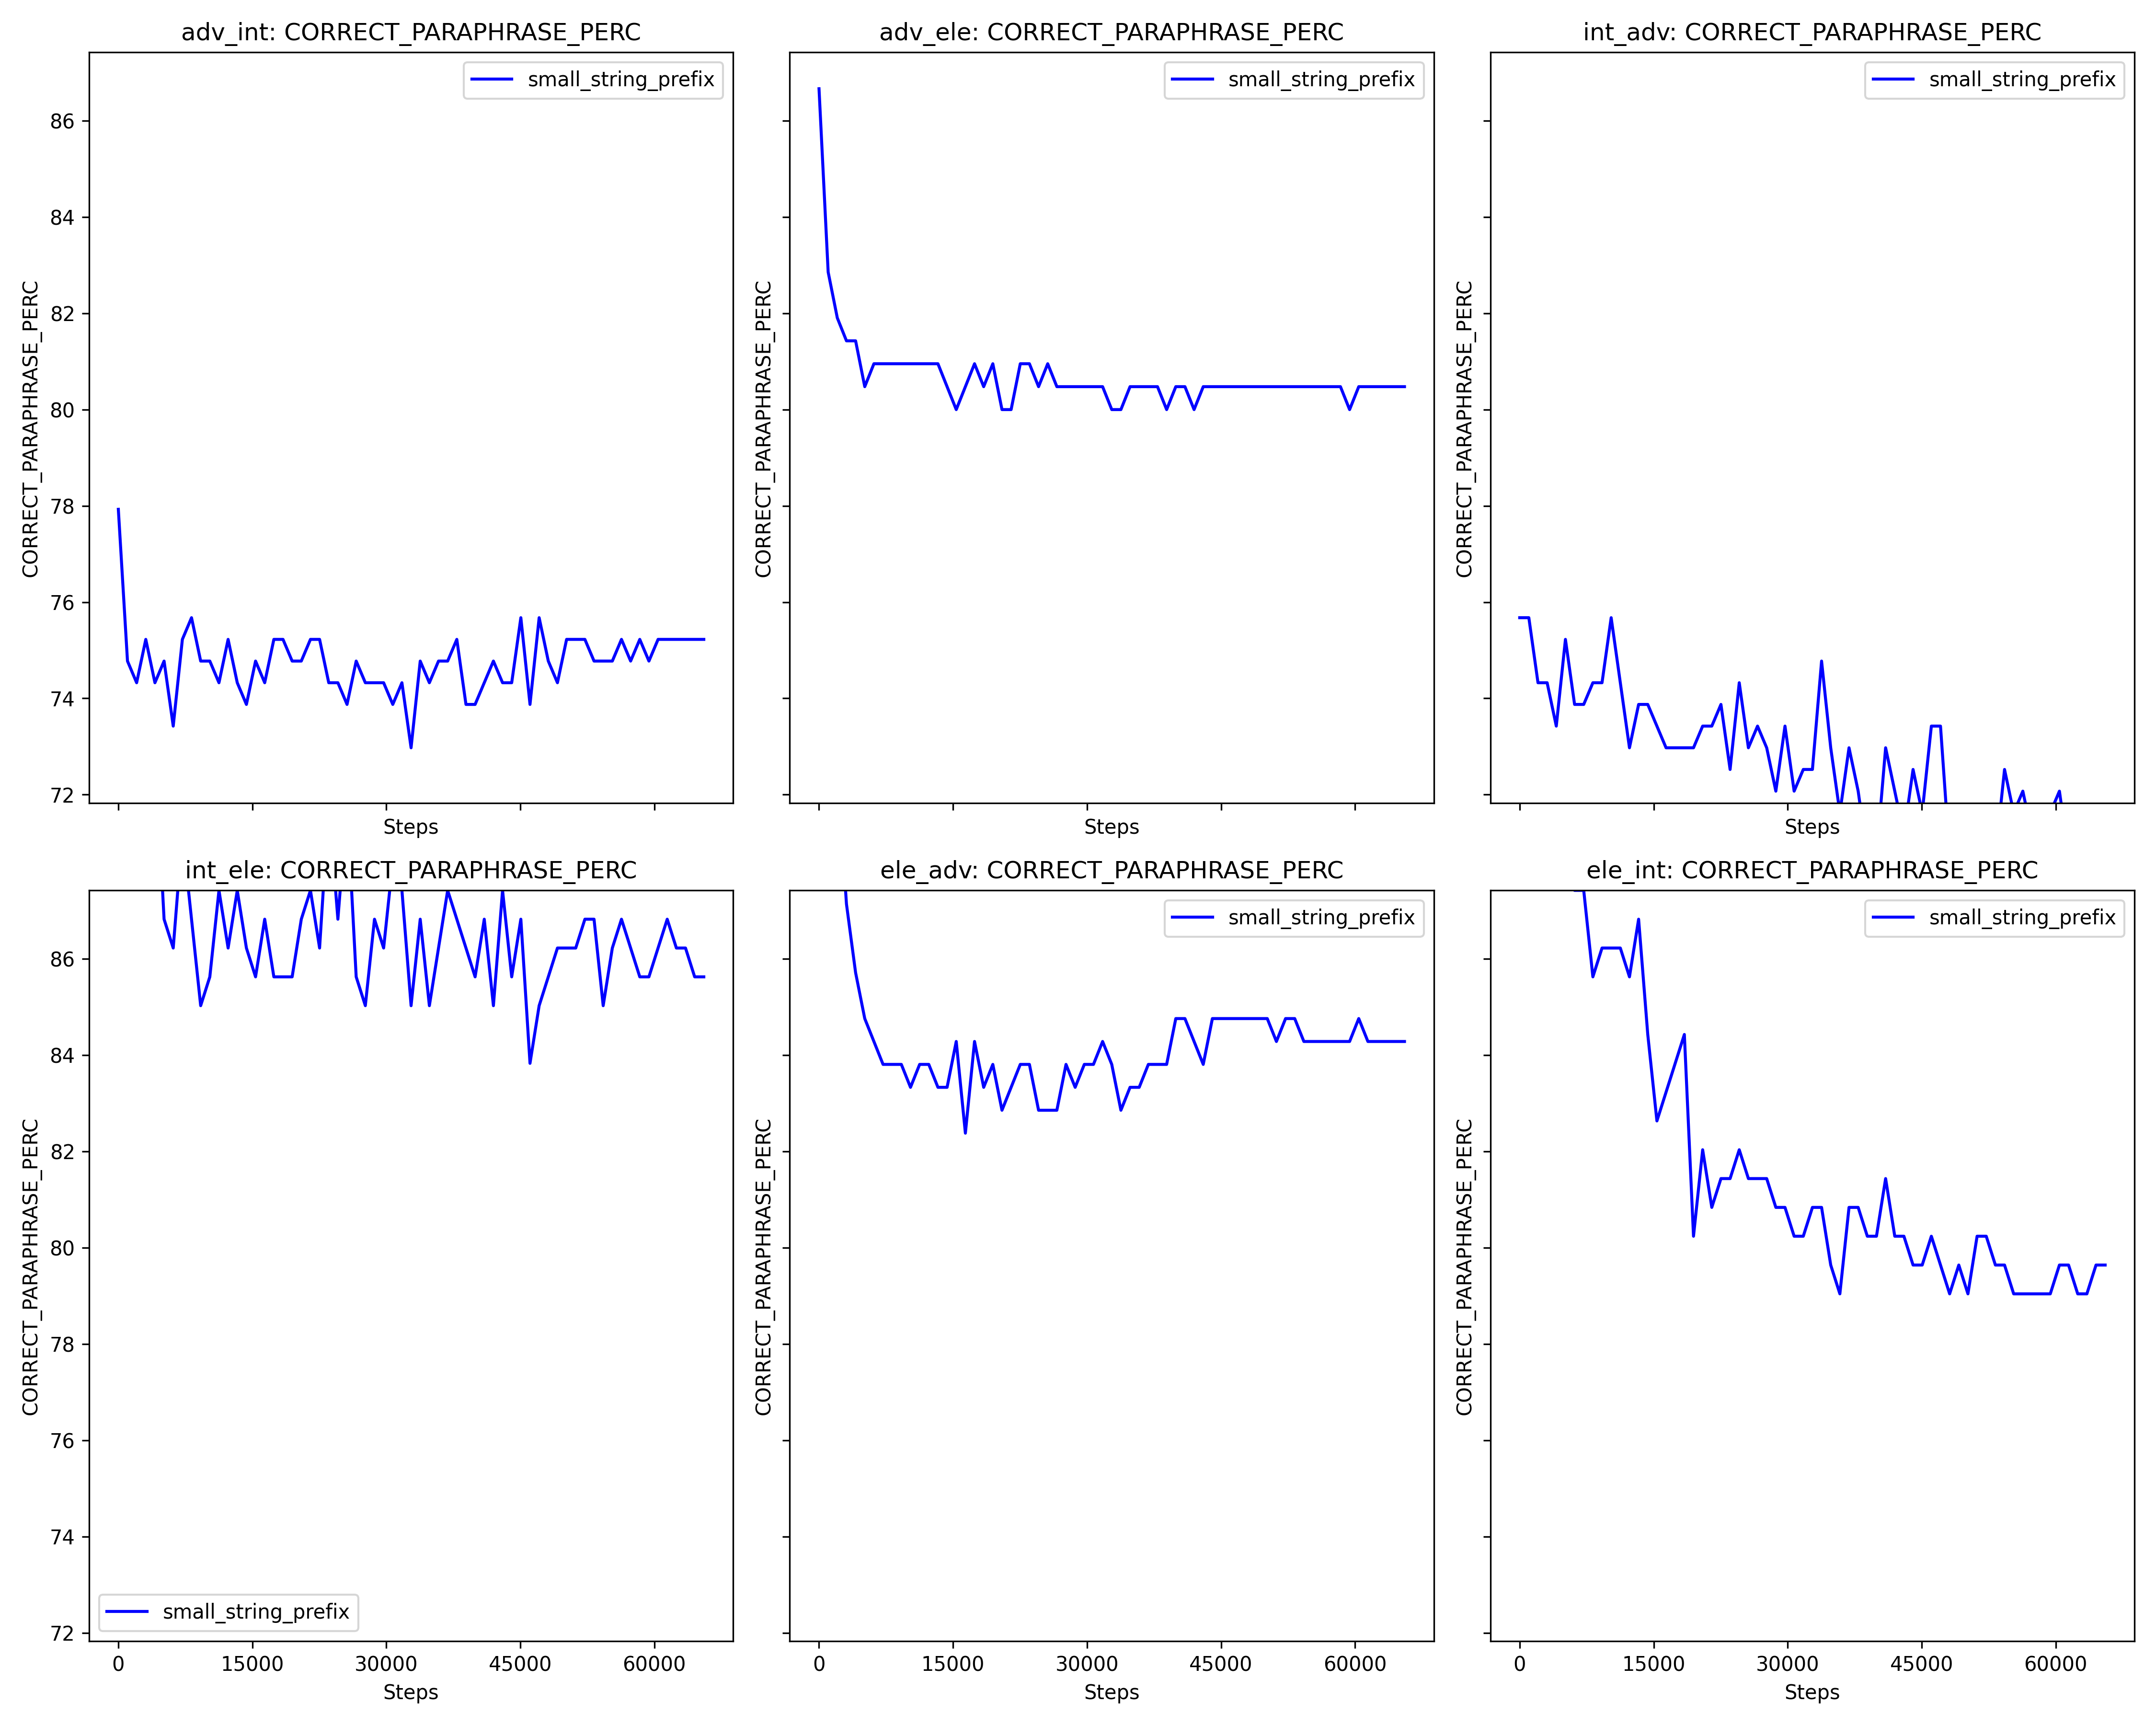 adv_int: CORRECT_PARAPHRASE_PERC
adv_ele: CORRECT_PARAPHRASE_PERC
int_adv: CORRECT_PARAPHRASE_PERC
small_string_prefix
small_string_prefix
small_string_prefix
CORRECT_PARAPHRASE_PERC
CORRECT_PARAPHRASE_PERC
CORRECT_PARAPHRASE_PERC
86
84
82
80
78
76
74
72
Steps
Steps
Steps
int_ele: CORRECT_PARAPHRASE_PERC
ele_adv: CORRECT_PARAPHRASE_PERC
ele_int: CORRECT_PARAPHRASE_PERC
small_string_prefix
small_string_prefix
CORRECT_PARAPHRASE_PERC
CORRECT_PARAPHRASE_PERC
CORRECT_PARAPHRASE_PERC
86
84
82
80
78
76
74
72
small_string_prefix
0 15000 30000 45000 60000
0 15000 30000 45000 60000
0 15000 30000 45000 60000
Steps
Steps
Steps